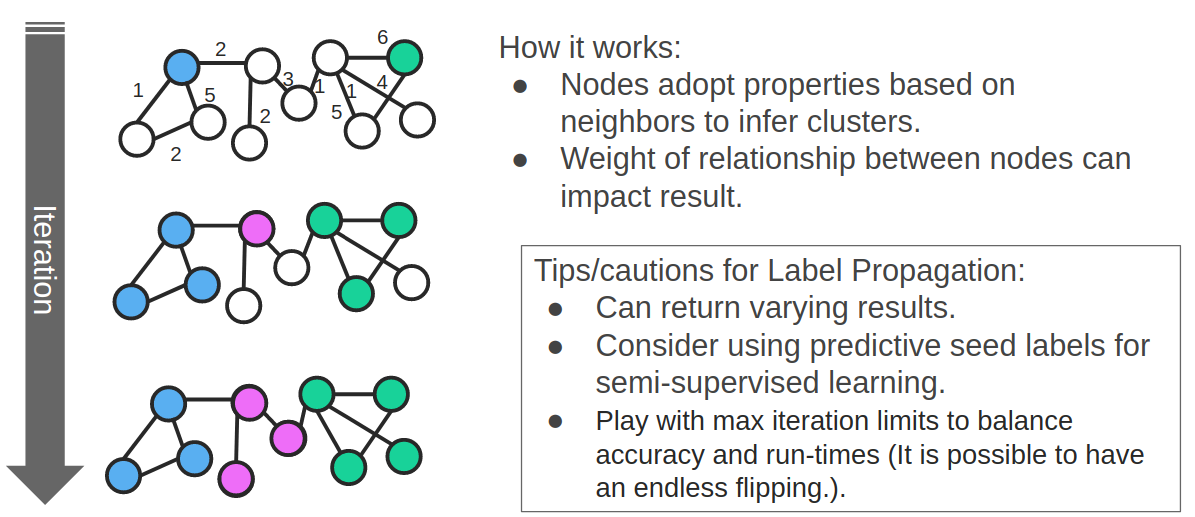 Iteration
2
6
1
5
3
1
1
4
2
5
2
How it works:
● Nodes adopt properties based on
neighbors to infer clusters.
● Weight of relationship between nodes can
impact result.
Tips/cautions for Label Propagation:
● Can return varying results.
● Consider using predictive seed labels for
semi-supervised learning.
● Play with max iteration limits to balance
accuracy and run-times (It is possible to have
an endless flipping.).